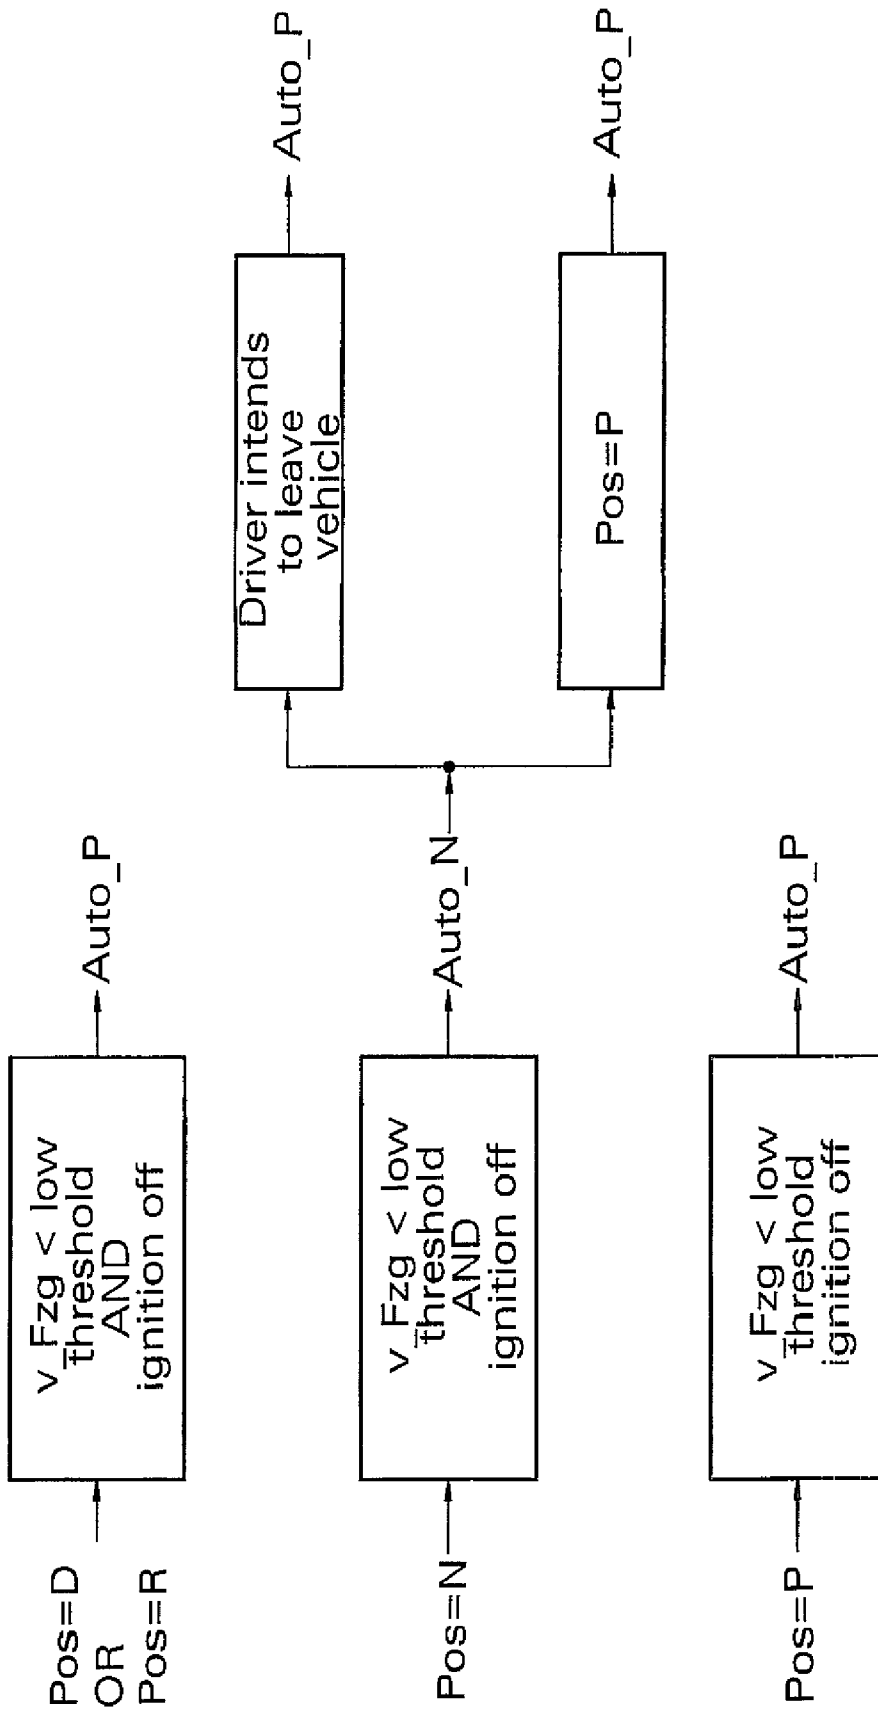 Pos=D
OR
Pos=R
v_Fzg < low
threshold
AND
ignition off
Auto_P
Pos=N
v_Fzg < low
threshold
AND
ignition off
Auto_N
Driver intends
to leave
vehicle
Auto_P
Pos=P
Auto_P
Pos=P
v_Fzg < low
threshold
ignition off
Auto_P